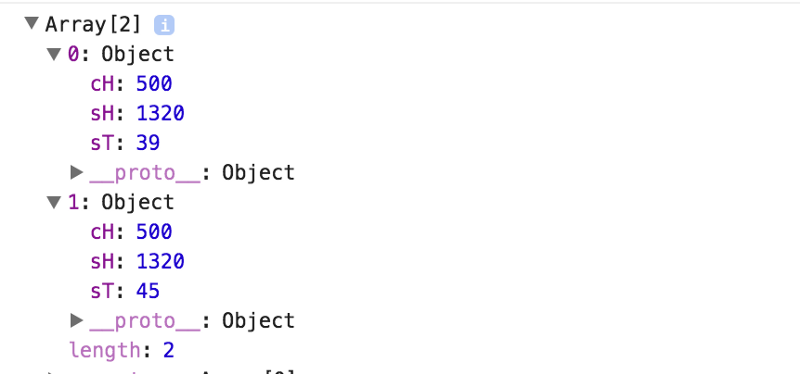 Array[2] i
0: Object
cH: 500
sH: 1320
sT: 39
__proto__: Object
1: Object
cH: 500
sH: 1320
sT: 45
__proto__: Object
length: 2